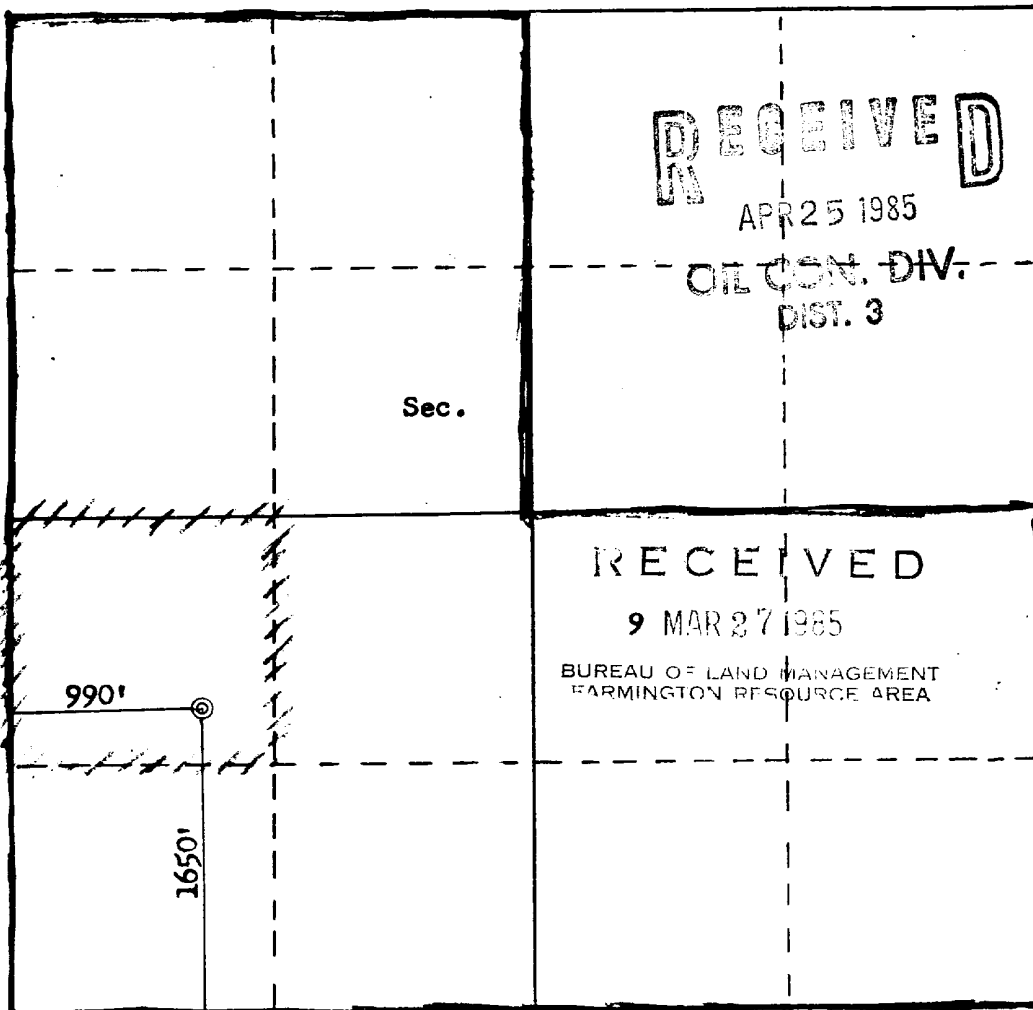 RECEIVED
APR 25 1985
OIL CON. DIV.
DIST. 3
Sec.
RECEIVED
9 MAR 27 1985
BUREAU OF LAND MANAGEMENT
FARMINGTON RESOURCE AREA
990'
1650'